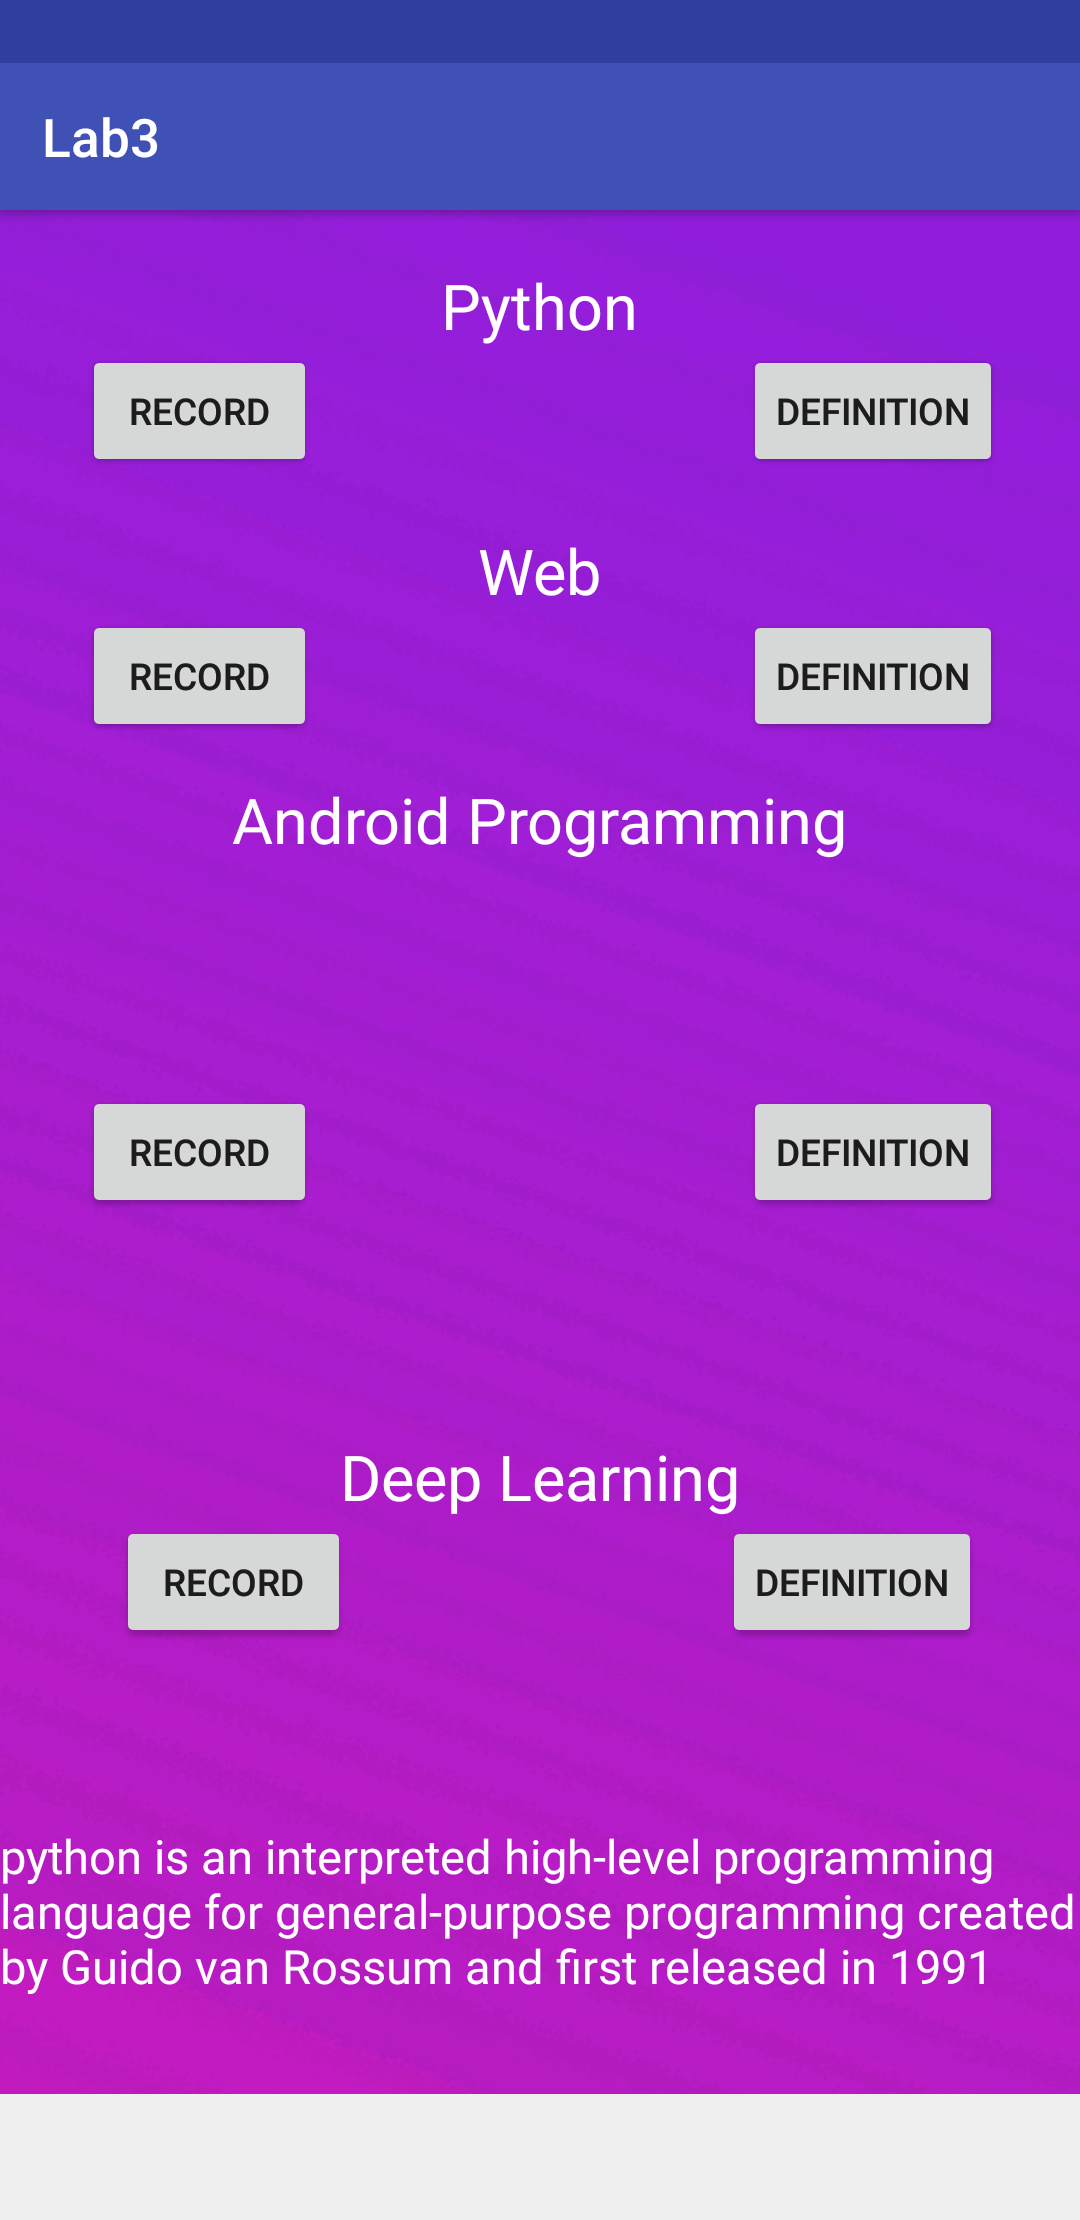 Lab3
Python
RECORD
DEFINITION
Web
RECORD
DEFINITION
Android Programming
RECORD
DEFINITION
Deep Learning
RECORD
DEFINITION
python is an interpreted high-level programming
language for general-purpose programming created
by Guido van Rossum and first released in 1991